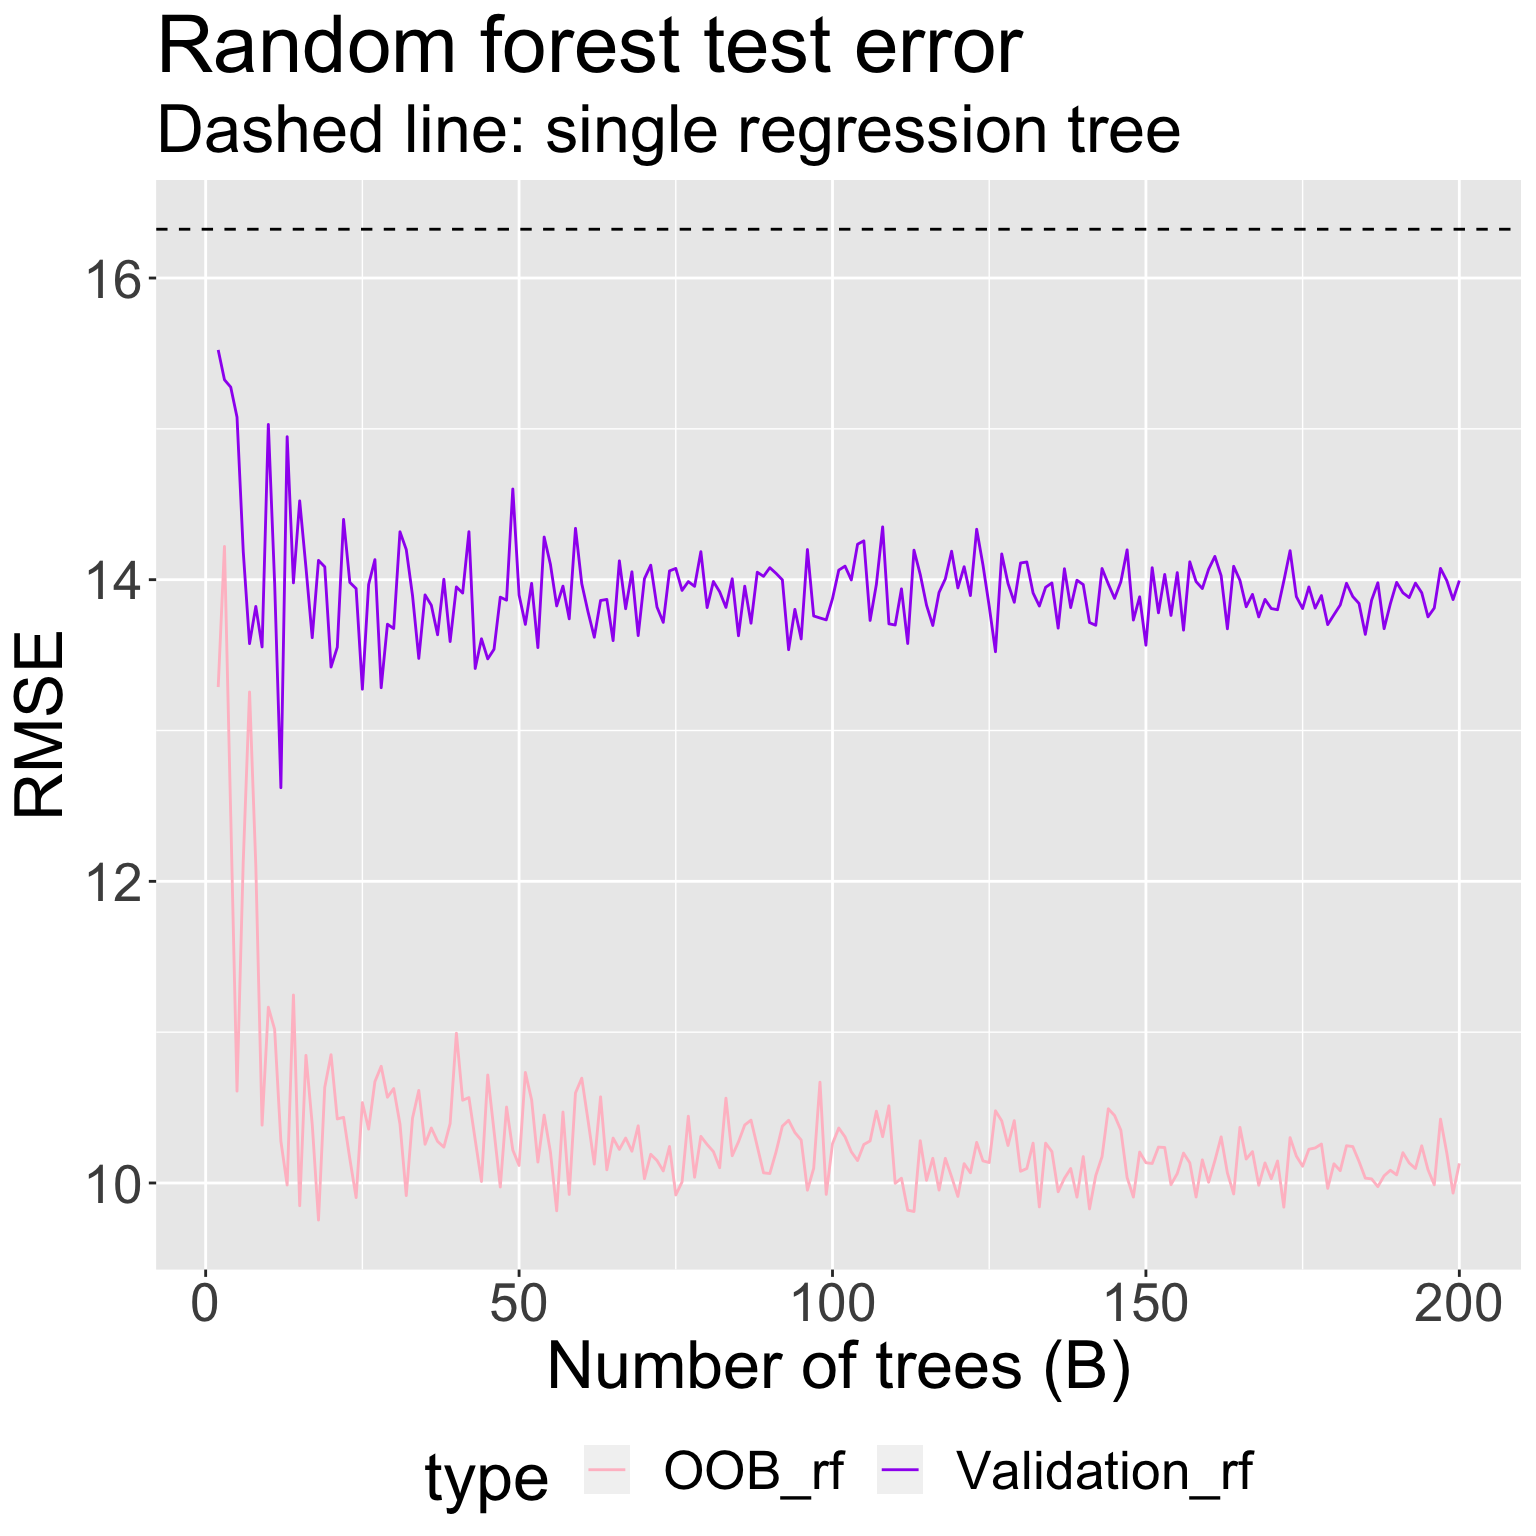 Random forest test error
Dashed line: single regression tree
RMSE
16
14
12
10
0 50 100 150 200
Number of trees (B)
type OOB_rf Validation_rf